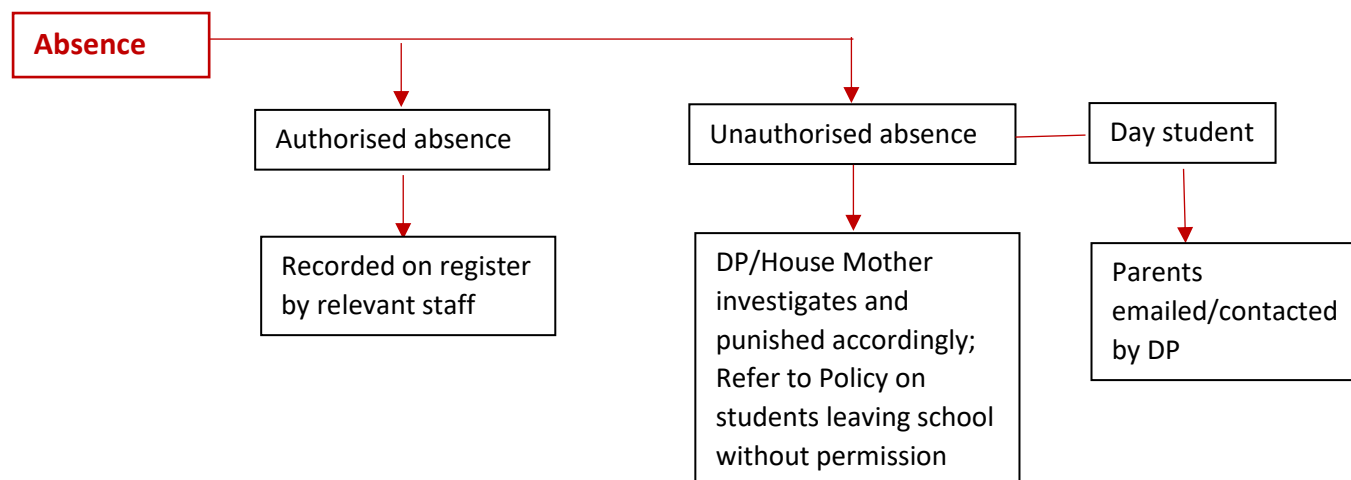 Absence
Authorised absence
Unauthorised absence
Day student
Recorded on register
by relevant staff
DP/House Mother
investigates and
punished accordingly;
Refer to Policy on
students leaving school
without permission
Parents
emailed/contacted
by DP